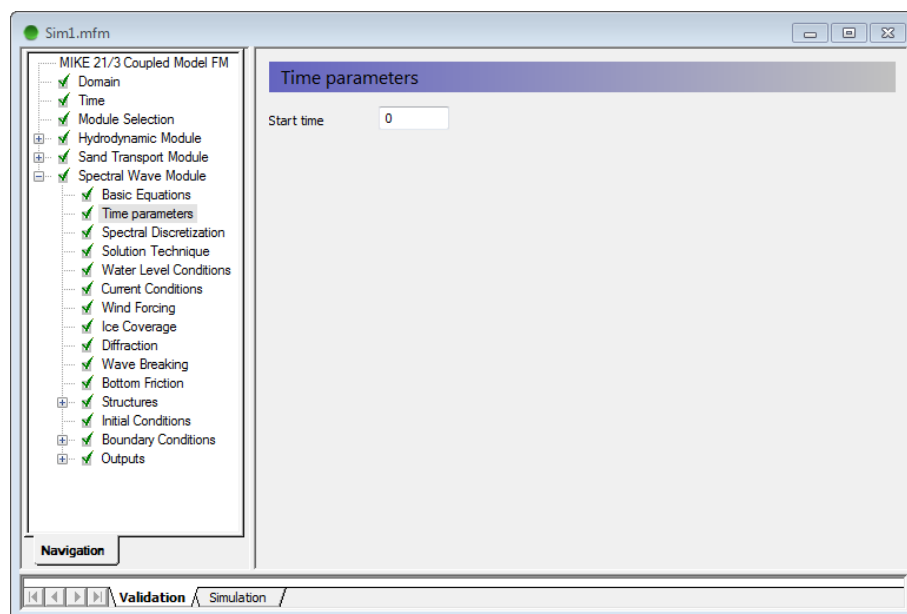 Sim1.mfm
MIKE 21/3 Coupled Model FM
Domain
Time
Module Selection
Hydrodynamic Module
Sand Transport Module
Spectral Wave Module
Basic Equations
Time parameters
Spectral Discretization
Solution Technique
Water Level Conditions
Current Conditions
Wind Forcing
Ice Coverage
Diffraction
Wave Breaking
Bottom Friction
Structures
Initial Conditions
Boundary Conditions
Outputs
Navigation
Time parameters
Start time 0
Validation Simulation